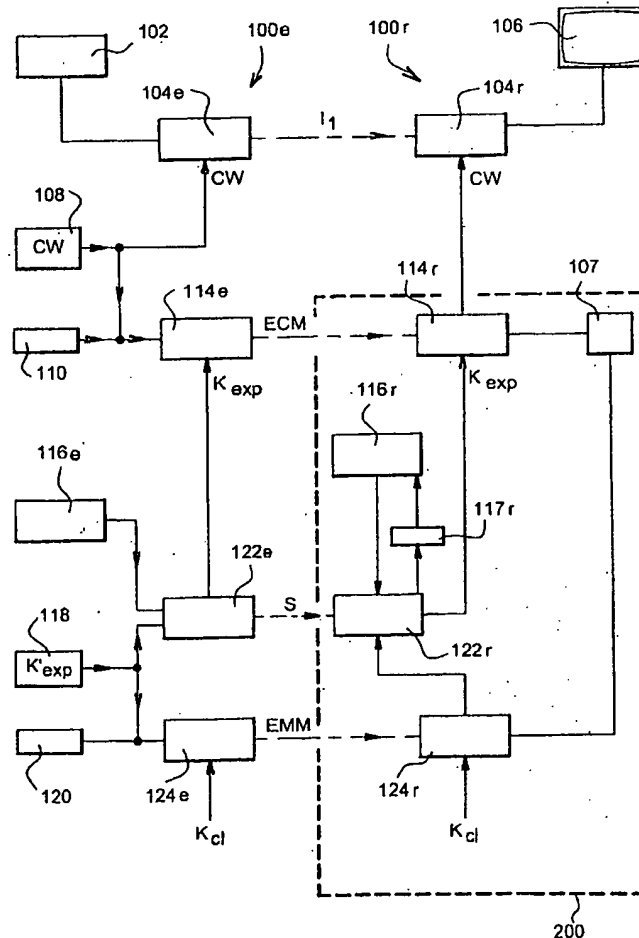 102
100e
100r
106
104e
I1
104r
CW
CW
108
CW
114e
114r
107
ECM
110
Kexp
Kexp
116r
116e
117r
122e
S
118
K'exp
122r
EMM
120
124e
124r
Kcl
Kcl
200